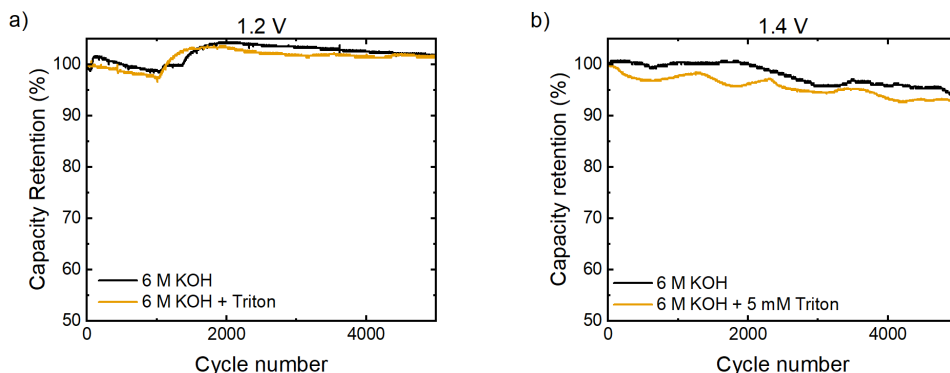 a)
1.2 V
Capacity Retention (%)
100
90
80
70
60
50
6 M KOH
6 M KOH + Triton
0
2000
4000
Cycle number
b)
1.4 V
Capacity retention (%)
100
90
80
70
60
50
6 M KOH
6 M KOH + 5 mM Triton
0
2000
4000
Cycle number